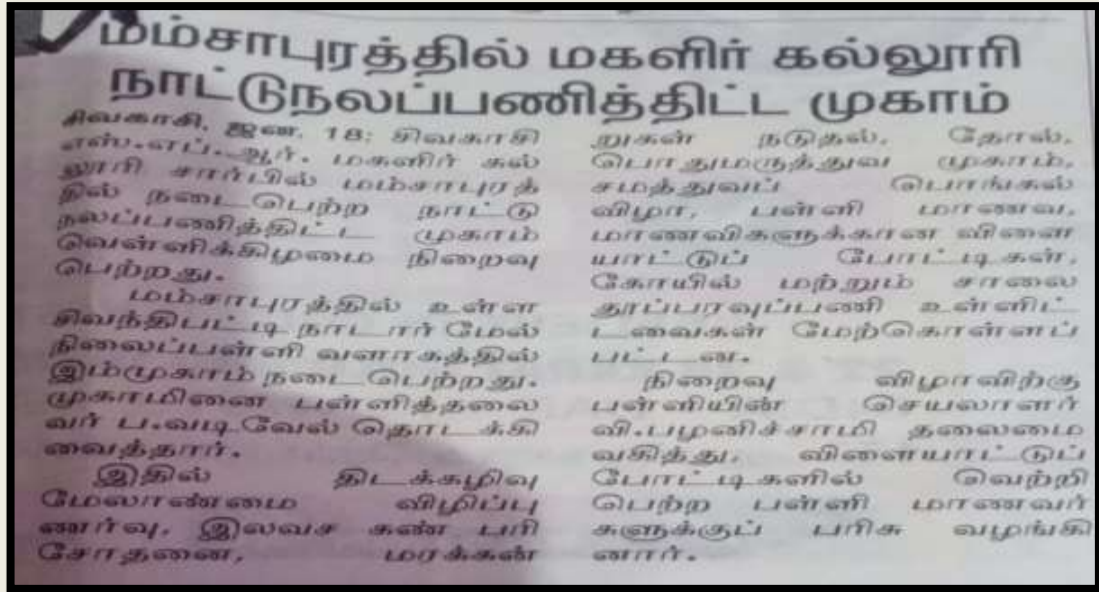 மம்சாபுரத்தில் மகளிர் கல்லூரி
நாட்டுநலப்பணித்திட்ட முகாம்
சிவகாசி, ஜன. 18: சிவகாசி
எஸ்.எப்.ஆர். மகளிர் கல்
லூரி சார்பில் மம்சாபுரத்
தில் நடைபெற்ற நாட்டு
நலப்பணித்திட்ட முகாம்
வெள்ளிக்கிழமை நிறைவு
பெற்றது.
மம்சாபுரத்தில் உள்ள
சிவந்திபட்டி நாடார் மேல்
நிலைப்பள்ளி வளாகத்தில்
இம்முகாம் நடைபெற்றது.
முகாமினை பள்ளித்தலை
வர் ப.வடிவேல் தொடக்கி
வைத்தார்.
இதில் திடக்கழிவு
மேலாண்மை விழிப்பு
ணர்வு, இலவச கண் பரி
சோதனை, மரக்கன்
றுகள் நடுதல், தோல்,
பொதுமருத்துவ முகாம்,
சமத்துவப் பொங்கல்
விழா, பள்ளி மாணவ,
மாணவிகளுக்கான விளை
யாட்டுப் போட்டிகள்,
கோயில் மற்றும் சாலை
தூப்பரவுப்பணி உள்ளிட்
டவைகள் மேற்கொள்ளப்
பட்டன.
நிறைவு விழாவிற்கு
பள்ளியின் செயலாளர்
வி.பழனிச்சாமி தலைமை
வகித்து, விளையாட்டுப்
போட்டிகளில் வெற்றி
பெற்ற பள்ளி மாணவர்
களுக்குப் பரிசு வழங்கி
னார்.